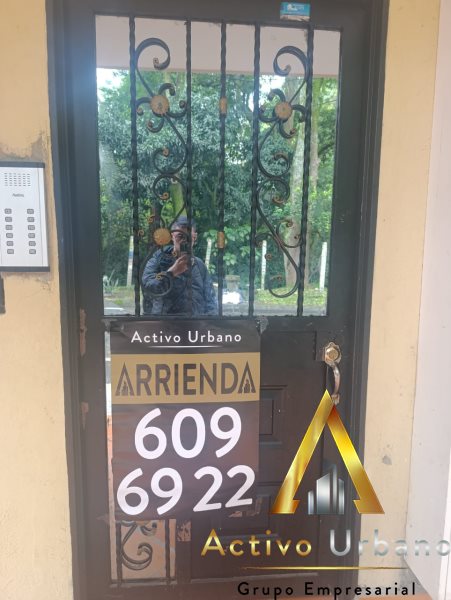 Activo Urbano
ARRIENDA
609
6922
Activo Urbano
Grupo Empresarial